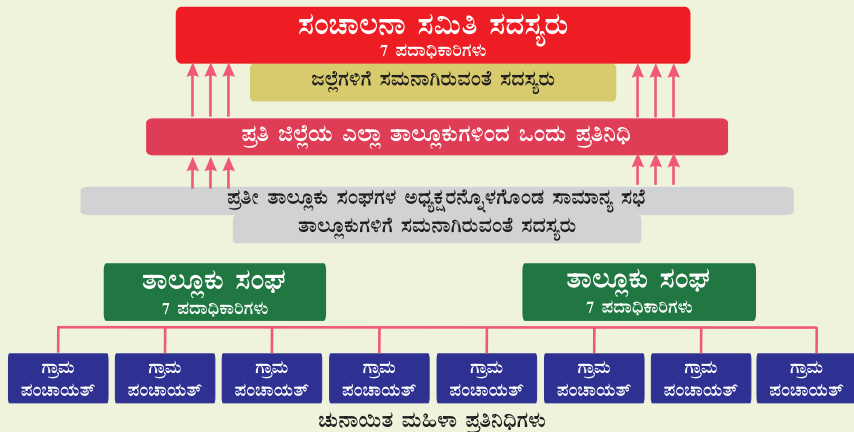 ಸಂಚಾಲನಾ ಸಮಿತಿ ಸದಸ್ಯರು
7 ಪದಾಧಿಕಾರಿಗಳು
ಜಿಲ್ಲೆಗಳಿಗೆ ಸಮನಾಗಿರುವಂತೆ ಸದಸ್ಯರು
ಪ್ರತಿ ಜಿಲ್ಲೆಯ ಎಲ್ಲಾ ತಾಲ್ಲೂಕುಗಳಿಂದ ಒಂದು ಪ್ರತಿನಿಧಿ
ಪ್ರತೀ ತಾಲ್ಲೂಕು ಸಂಘಗಳ ಅಧ್ಯಕ್ಷರನ್ನೊಳಗೊಂಡ ಸಾಮಾನ್ಯ ಸಭೆ
ತಾಲ್ಲೂಕುಗಳಿಗೆ ಸಮನಾಗಿರುವಂತೆ ಸದಸ್ಯರು
ತಾಲ್ಲೂಕು ಸಂಘ
7 ಪದಾಧಿಕಾರಿಗಳು
ತಾಲ್ಲೂಕು ಸಂಘ
7 ಪದಾಧಿಕಾರಿಗಳು
ಗ್ರಾಮ
ಪಂಚಾಯತ್
ಗ್ರಾಮ
ಪಂಚಾಯತ್
ಗ್ರಾಮ
ಪಂಚಾಯತ್
ಗ್ರಾಮ
ಪಂಚಾಯತ್
ಗ್ರಾಮ
ಪಂಚಾಯತ್
ಗ್ರಾಮ
ಪಂಚಾಯತ್
ಗ್ರಾಮ
ಪಂಚಾಯತ್
ಗ್ರಾಮ
ಪಂಚಾಯತ್
ಚುನಾಯಿತ ಮಹಿಳಾ ಪ್ರತಿನಿಧಿಗಳು